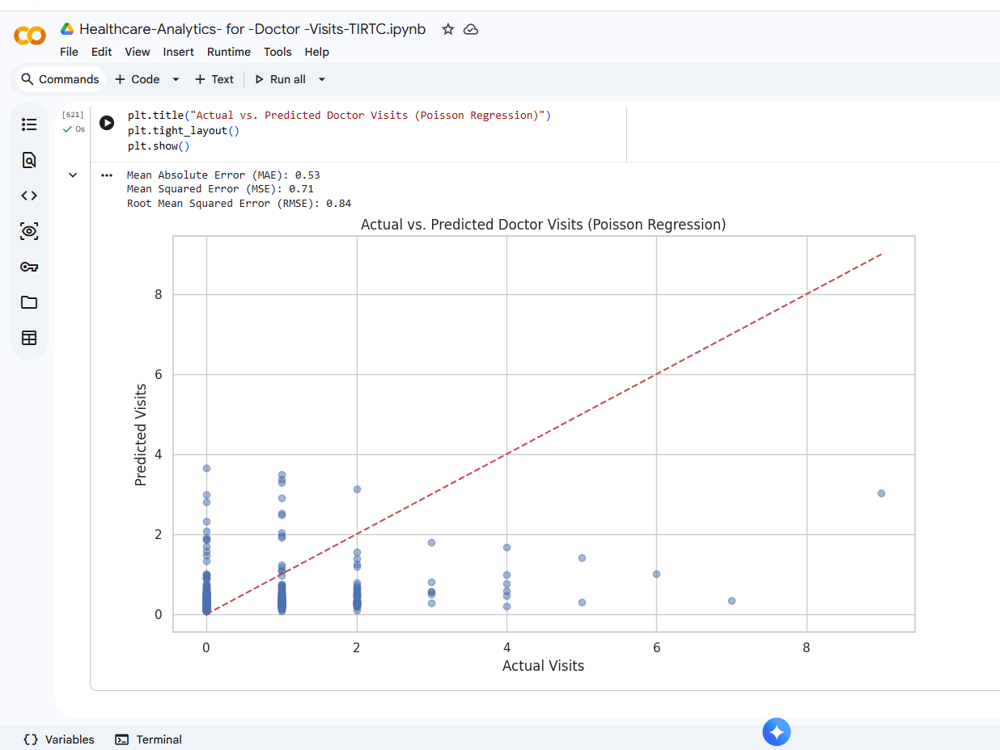 Healthcare-Analytics- for -Doctor -Visits-TIRTC.ipynb
File Edit View Insert Runtime Tools Help
Commands + Code + Text Run all
[621]
0s
plt.title("Actual vs. Predicted Doctor Visits (Poisson Regression)")
plt.tight_layout()
plt.show()
Mean Absolute Error (MAE): 0.53
Mean Squared Error (MSE): 0.71
Root Mean Squared Error (RMSE): 0.84
Actual vs. Predicted Doctor Visits (Poisson Regression)
Predicted Visits
8
6
4
2
0
0 2 4 6 8
Actual Visits
Variables Terminal